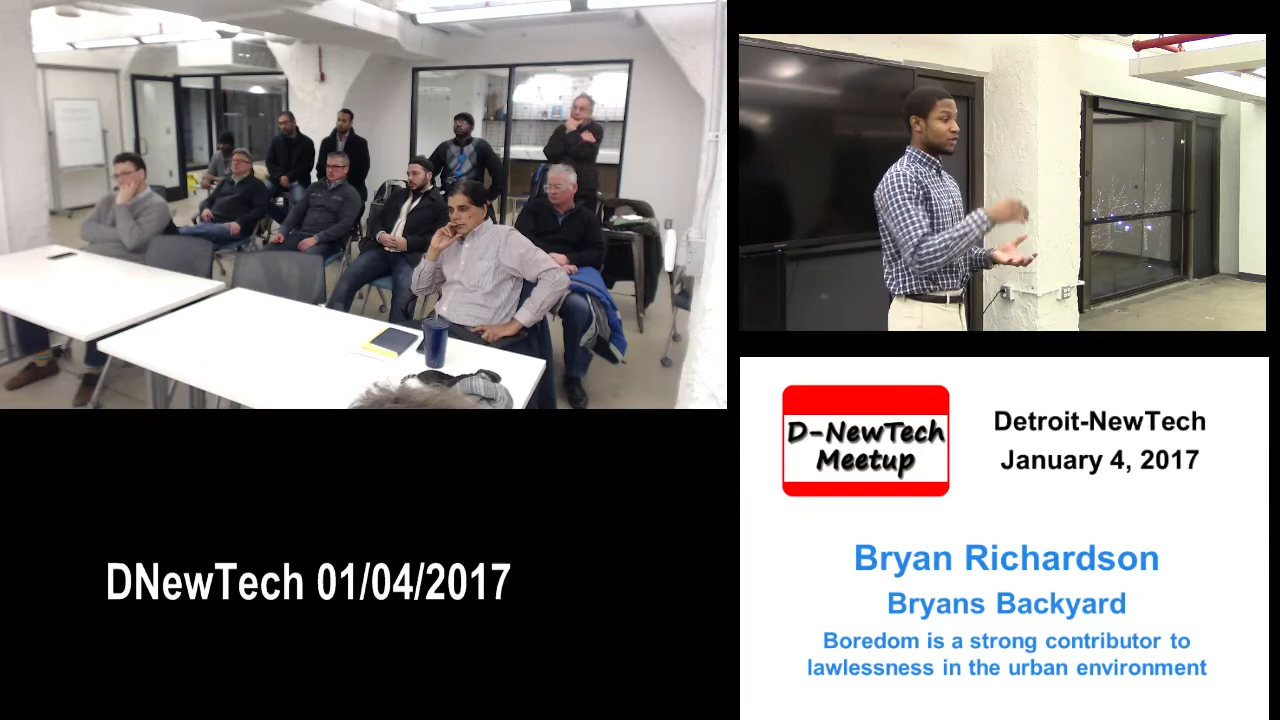 D-NewTech
Meetup
Detroit-NewTech
January 4, 2017
Bryan Richardson
Bryans Backyard
Boredom is a strong contributor to
lawlessness in the urban environment
DNewTech 01/04/2017